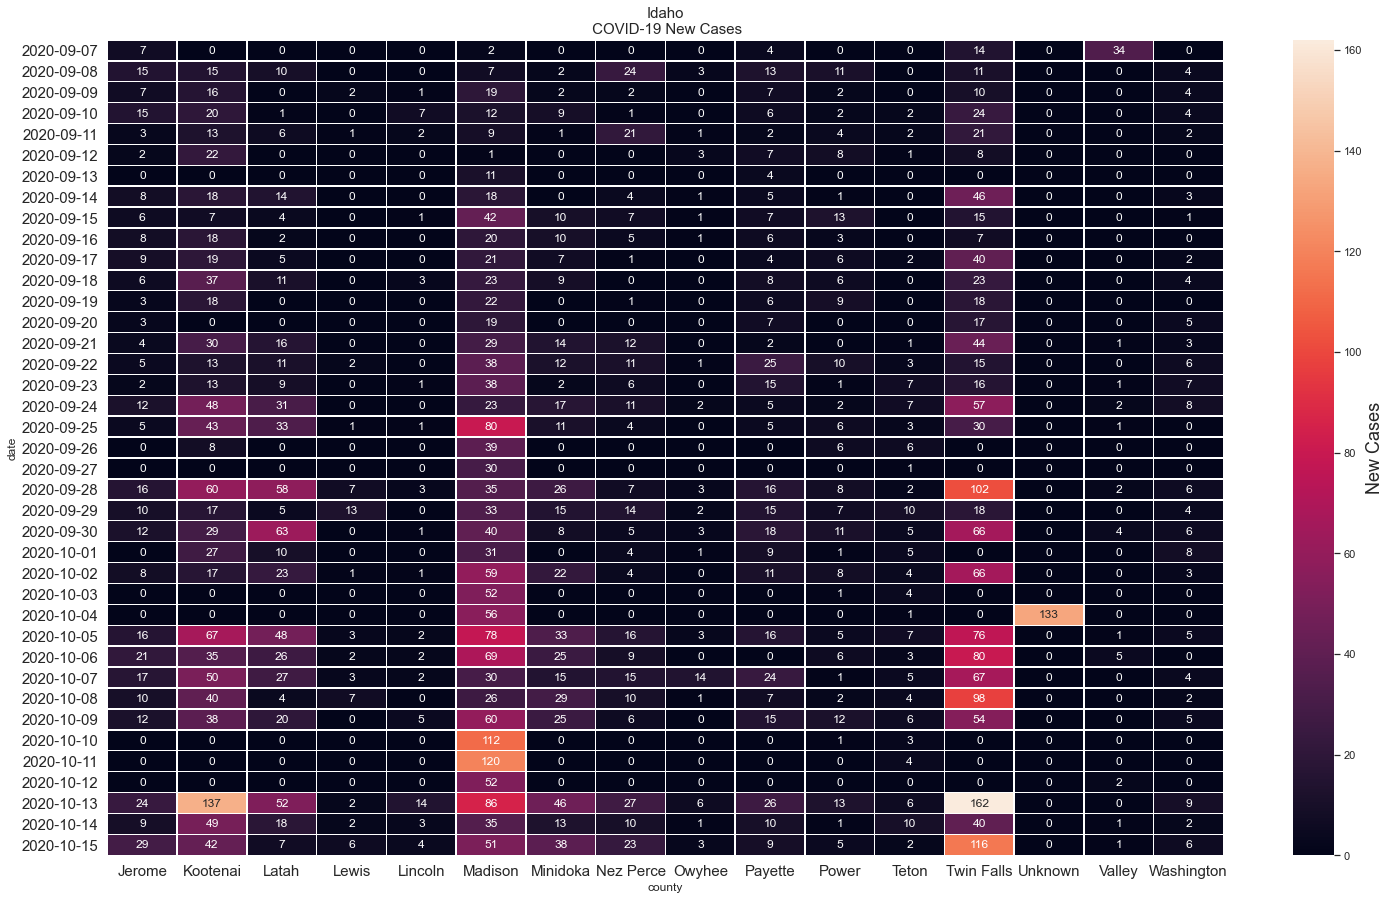 Idaho
COVID-19 New Cases
2020-09-07 7 0 0 0 0 2 0 0 0 4 0 0 14 0 34 0
2020-09-08 15 15 10 0 0 7 2 24 3 13 11 0 11 0 0 4
2020-09-09 7 16 0 2 1 19 2 2 0 7 2 0 10 0 0 4
2020-09-10 15 20 1 0 7 12 9 1 0 6 2 2 24 0 0 4
2020-09-11 3 13 6 1 2 9 1 21 1 2 4 2 21 0 0 2
2020-09-12 2 22 0 0 0 1 0 0 3 7 8 1 8 0 0 0
2020-09-13 0 0 0 0 0 11 0 0 0 4 0 0 0 0 0 0
2020-09-14 8 18 14 0 0 18 0 4 1 5 1 0 46 0 0 3
2020-09-15 6 7 4 0 1 42 10 7 1 7 13 0 15 0 0 1
2020-09-16 8 18 2 0 0 20 10 5 1 6 3 0 7 0 0 0
2020-09-17 9 19 5 0 0 21 7 1 0 4 6 2 40 0 0 2
2020-09-18 6 37 11 0 3 23 9 0 0 8 6 0 23 0 0 4
2020-09-19 3 18 0 0 0 22 0 1 0 6 9 0 18 0 0 0
2020-09-20 3 0 0 0 0 19 0 0 0 7 0 0 17 0 0 5
2020-09-21 4 30 16 0 0 29 14 12 0 2 0 1 44 0 1 3
2020-09-22 5 13 11 2 0 38 12 11 1 25 10 3 15 0 0 6
2020-09-23 2 13 9 0 1 38 2 6 0 15 1 7 16 0 1 7
2020-09-24 12 48 31 0 0 23 17 11 2 5 2 7 57 0 2 8
2020-09-25 5 43 33 1 1 80 11 4 0 5 6 3 30 0 1 0
2020-09-26 0 8 0 0 0 39 0 0 0 0 6 6 0 0 0 0
2020-09-27 0 0 0 0 0 30 0 0 0 0 0 1 0 0 0 0
2020-09-28 16 60 58 7 3 35 26 7 3 16 8 2 102 0 2 6
2020-09-29 10 17 5 13 0 33 15 14 2 15 7 10 18 0 0 4
2020-09-30 12 29 63 0 1 40 8 5 3 18 11 5 66 0 4 6
2020-10-01 0 27 10 0 0 31 0 4 1 9 1 5 0 0 0 8
2020-10-02 8 17 23 1 1 59 22 4 0 11 8 4 66 0 0 3
2020-10-03 0 0 0 0 0 52 0 0 0 0 1 4 0 0 0 0
2020-10-04 0 0 0 0 0 56 0 0 0 0 0 1 0 133 0 0
2020-10-05 16 67 48 3 2 78 33 16 3 16 5 7 76 0 1 5
2020-10-06 21 35 26 2 2 69 25 9 0 0 6 3 80 0 5 0
2020-10-07 17 50 27 3 2 30 15 15 14 24 1 5 67 0 0 4
2020-10-08 10 40 4 7 0 26 29 10 1 7 2 4 98 0 0 2
2020-10-09 12 38 20 0 5 60 25 6 0 15 12 6 54 0 0 5
2020-10-10 0 0 0 0 0 112 0 0 0 0 1 3 0 0 0 0
2020-10-11 0 0 0 0 0 120 0 0 0 0 0 4 0 0 0 0
2020-10-12 0 0 0 0 0 52 0 0 0 0 0 0 0 0 2 0
2020-10-13 24 137 52 2 14 86 46 27 6 26 13 6 162 0 0 9
2020-10-14 9 49 18 2 3 35 13 10 1 10 1 10 40 0 1 2
2020-10-15 29 42 7 6 4 51 38 23 3 9 5 2 116 0 1 6
Jerome Kootenai Latah Lewis Lincoln Madison Minidoka Nez Perce Owyhee Payette Power Teton Twin Falls Unknown Valley Washington
county
date
160
140
120
100
80
60
40
20
0
New Cases